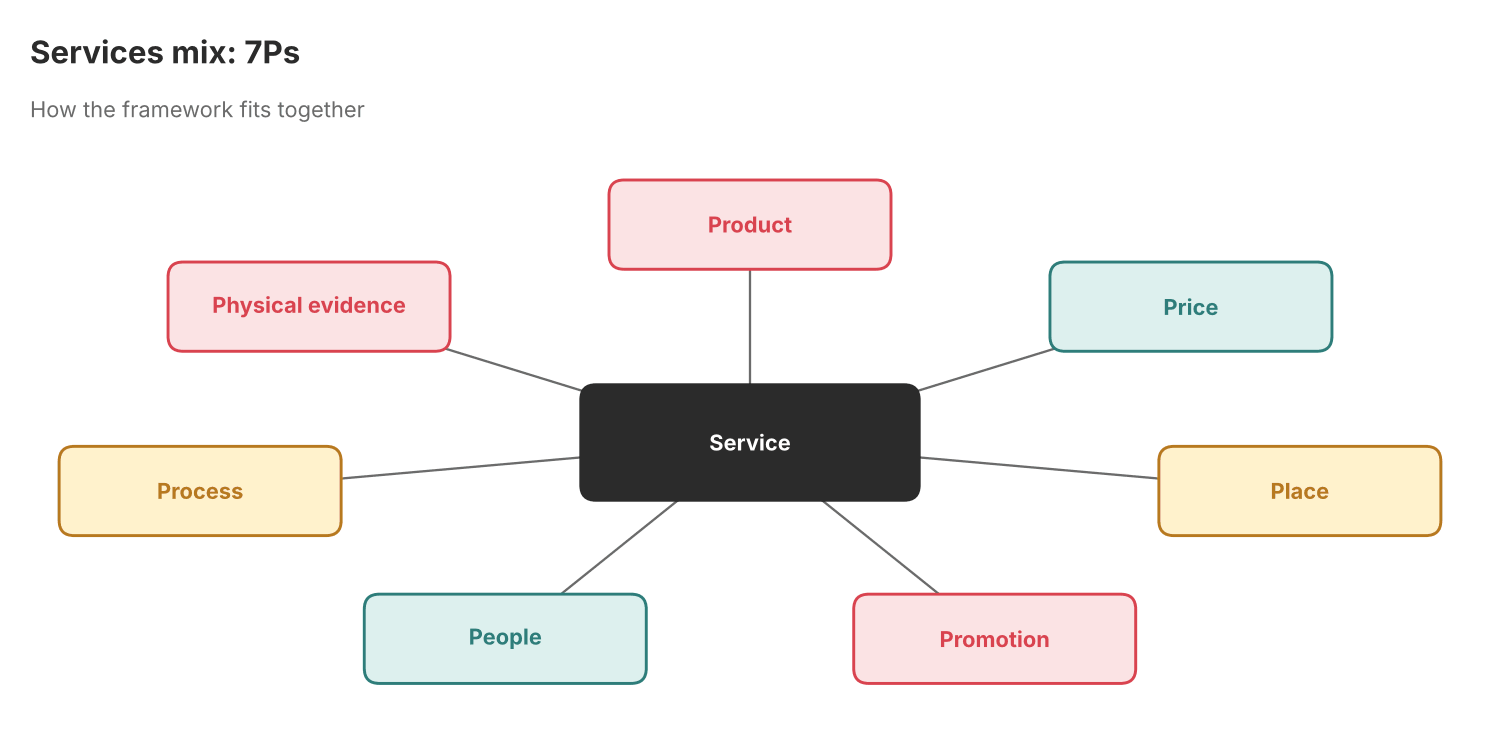 Services mix: 7Ps
How the framework fits together
Product
Physical evidence
Price
Service
Process
Place
People
Promotion